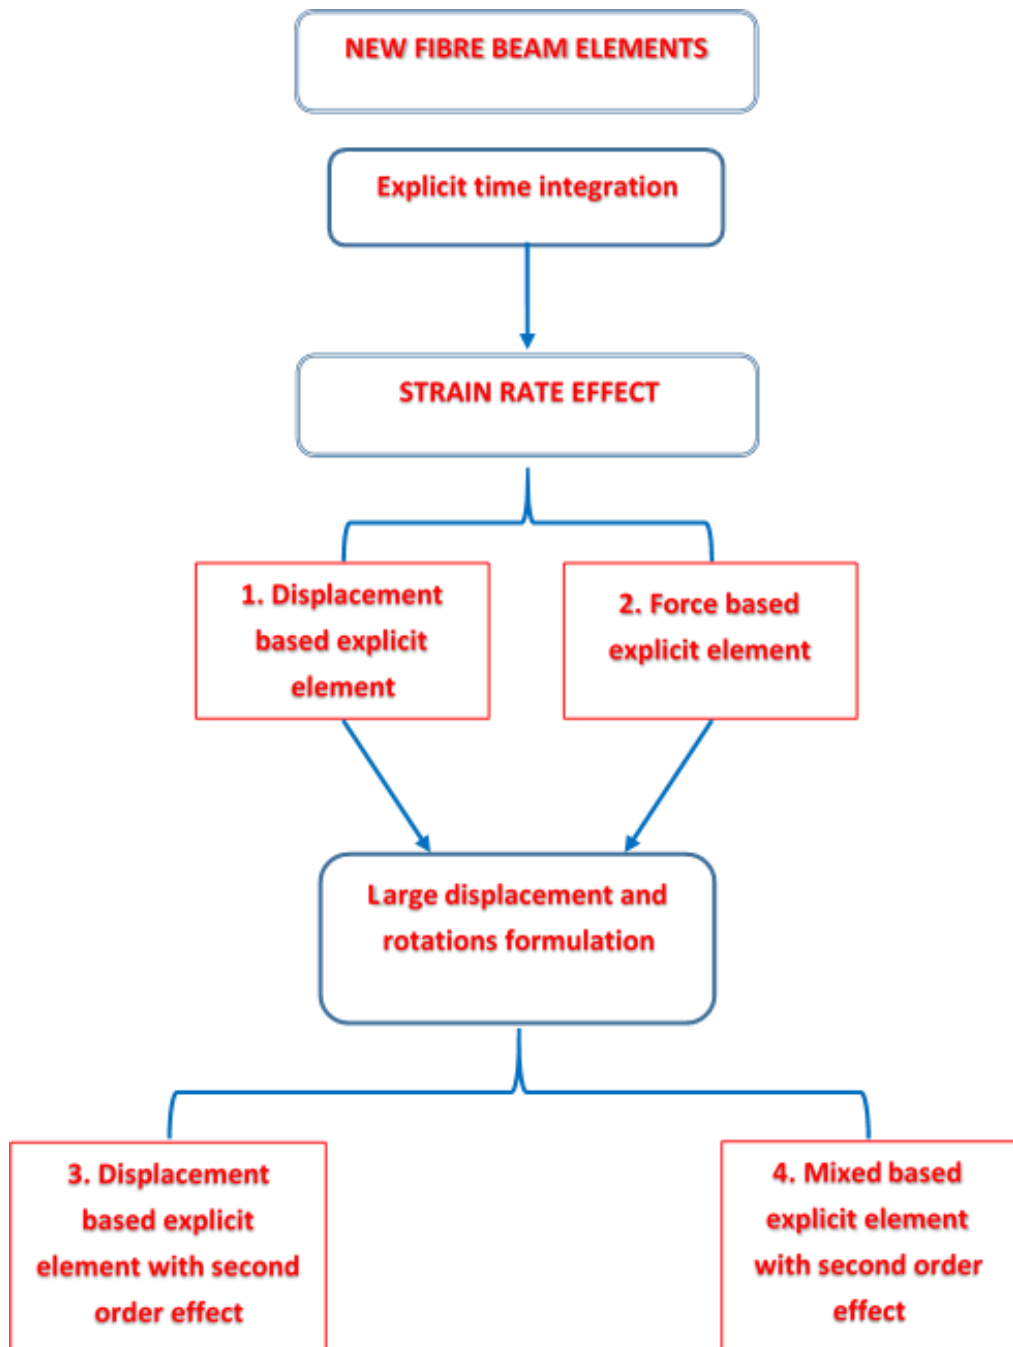 NEW FIBRE BEAM ELEMENTS
Explicit time integration
STRAIN RATE EFFECT
1. Displacement
based explicit
element
2. Force based
explicit element
Large displacement and
rotations formulation
3. Displacement
based explicit
element with second
order effect
4. Mixed based
explicit element
with second order
effect